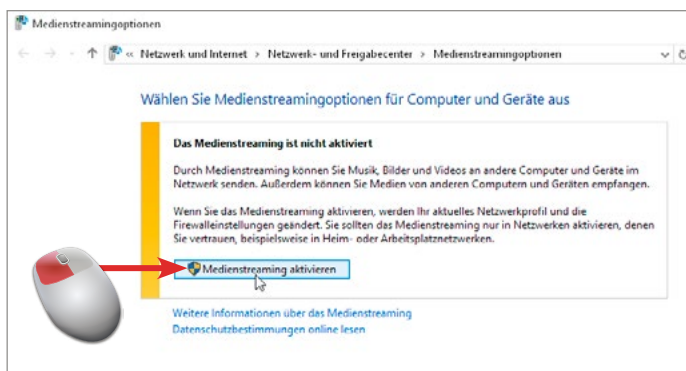 Medienstreamingoptionen
« Netzwerk und Internet > Netzwerk- und Freigabecenter > Medienstreamingoptionen
Wählen Sie Medienstreamingoptionen für Computer und Geräte aus
Das Medienstreaming ist nicht aktiviert
Durch Medienstreaming können Sie Musik, Bilder und Videos an andere Computer und Geräte im
Netzwerk senden. Außerdem können Sie Medien von anderen Computern und Geräten empfangen.
Wenn Sie das Medienstreaming aktivieren, werden Ihr aktuelles Netzwerkprofil und die
Firewalleinstellungen geändert. Sie sollten das Medienstreaming nur in Netzwerken aktivieren, denen
Sie vertrauen, beispielsweise in Heim- oder Arbeitsplatznetzwerken.
Medienstreaming aktivieren
Weitere Informationen über das Medienstreaming
Datenschutzbestimmungen online lesen